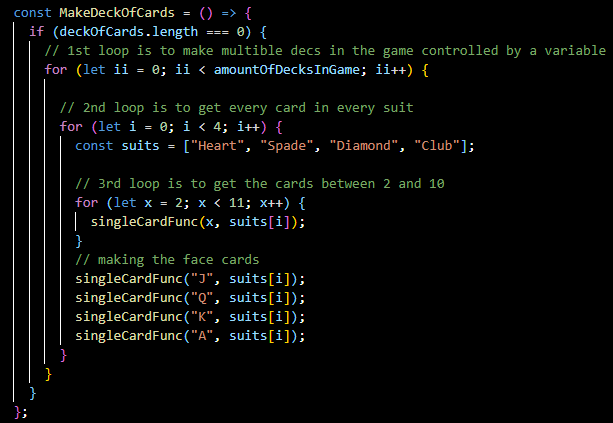 const MakeDeckOfCards = () => {
if (deckOfCards.length === 0) {
// 1st loop is to make multible decs in the game controlled by a variable
for (let ii = 0; ii < amountOfDecksInGame; ii++) {
// 2nd loop is to get every card in every suit
for (let i = 0; i < 4; i++) {
const suits = ["Heart", "Spade", "Diamond", "Club"];
// 3rd loop is to get the cards between 2 and 10
for (let x = 2; x < 11; x++) {
singleCardFunc(x, suits[i]);
}
// making the face cards
singleCardFunc("J", suits[i]);
singleCardFunc("Q", suits[i]);
singleCardFunc("K", suits[i]);
singleCardFunc("A", suits[i]);
}
}
}
};